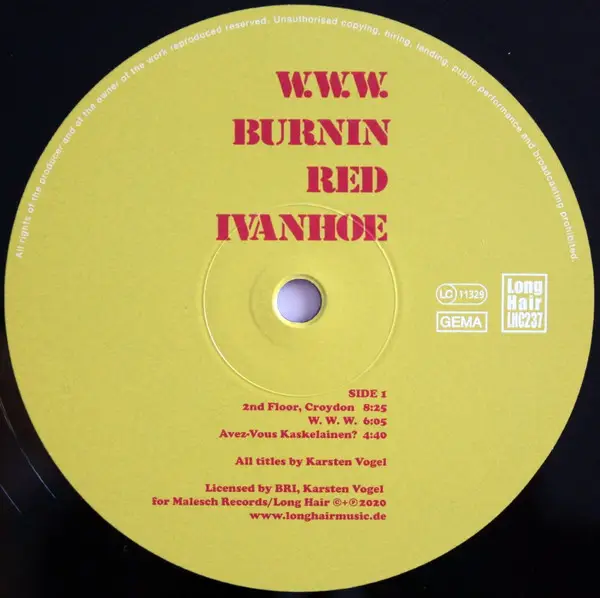 All rights of the producer and of the owner of the work reproduced reserved. Unauthorised copying, hiring, lending, public performance and broadcasting prohibited.
W.W.W.
BURNIN
RED
IVANHOE
LC 11329
GEMA
Long
Hair
LHC237
SIDE 1
2nd Floor, Croydon 8:25
W. W. W. 6:05
Avez-Vous Kaskelainen? 4:40
All titles by Karsten Vogel
Licensed by BRI, Karsten Vogel
for Malesch Records/Long Hair ©+℗2020
www.longhairmusic.de